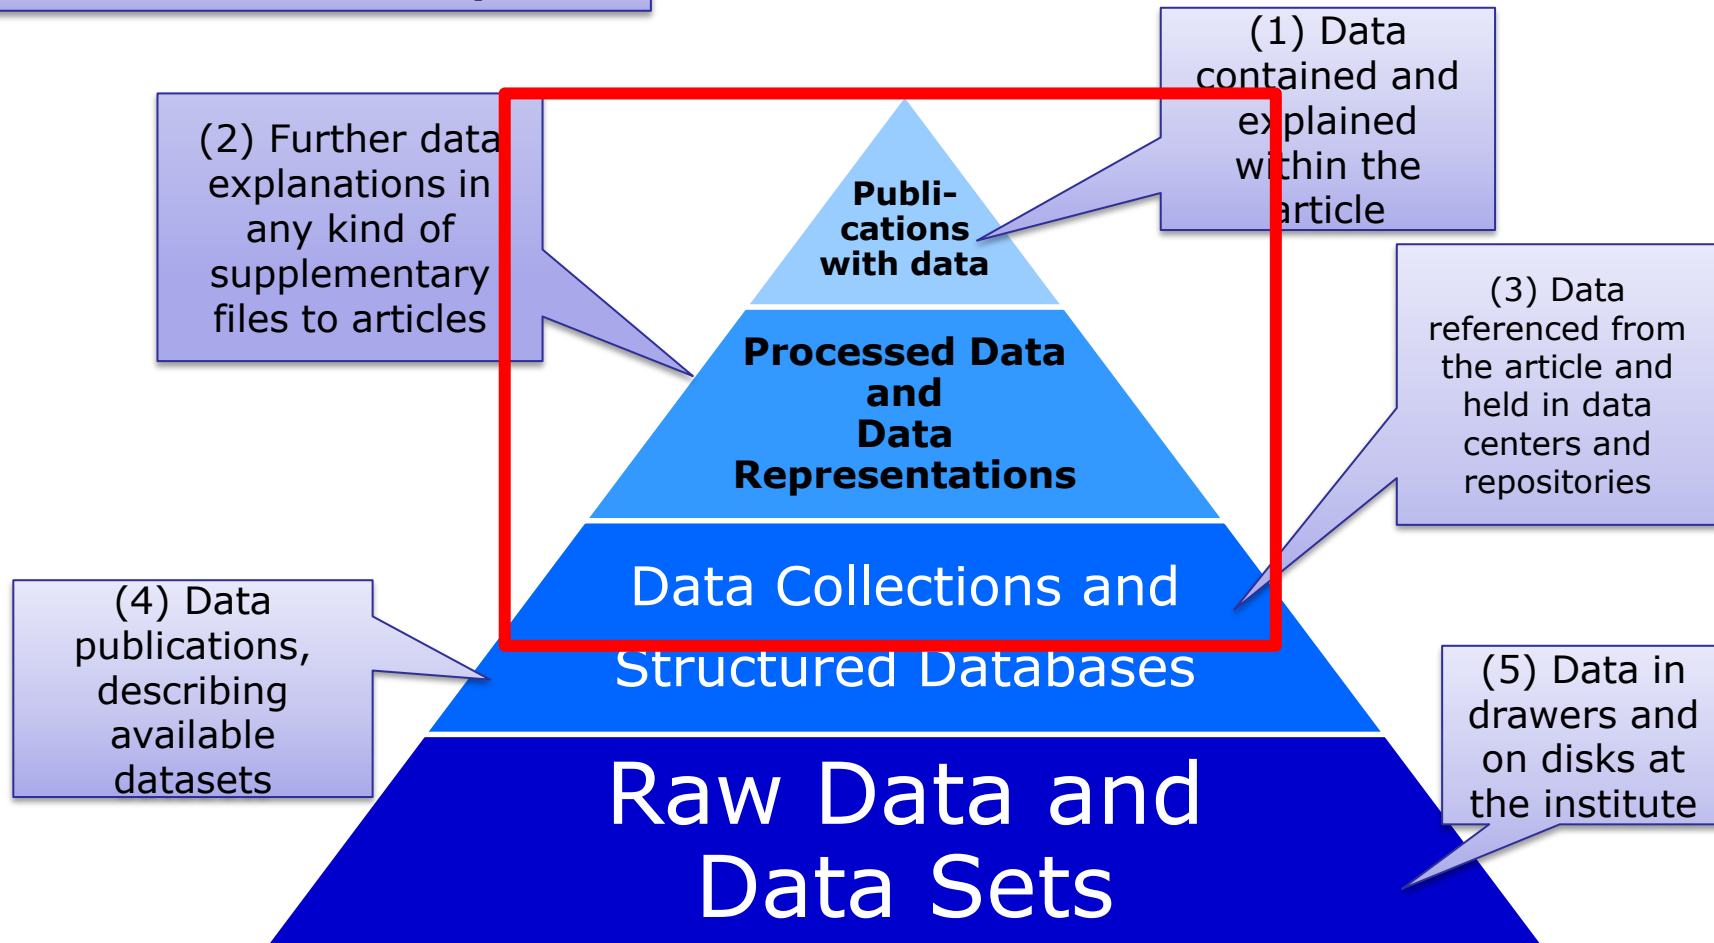 (1) Data
contained and
explained
within the
article
(2) Further data
explanations in
any kind of
supplementary
files to articles
Publi-
cations
with data
(3) Data
referenced from
the article and
held in data
centers and
repositories
Processed Data
and
Data
Representations
Data Collections and
Structured Databases
(4) Data
publications,
describing
available
datasets
(5) Data in
drawers and
on disks at
the institute
Raw Data and
Data Sets